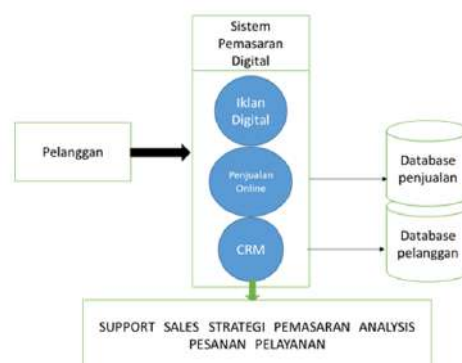 Sistem
Pemasaran
Digital
Iklan
Digital
Pelanggan
Penjualan
Online
Database
penjualan
CRM
Database
pelanggan
SUPPORT SALES STRATEGI PEMASARAN ANALYSIS
PESANAN PELAYANAN